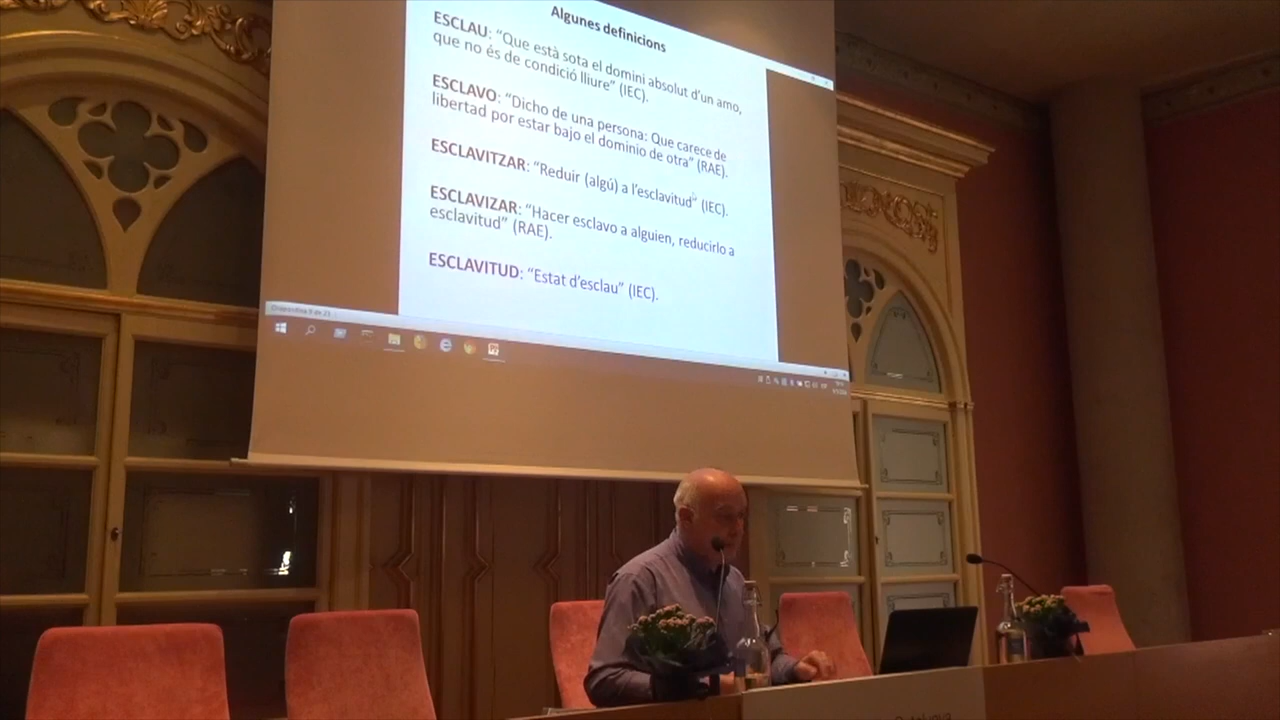 Algunes definicions
ESCLAU: “Que està sota el domini absolut d’un amo,
que no és de condició lliure” (IEC).
ESCLAVO: “Dicho de una persona: Que carece de
libertad por estar bajo el dominio de otra” (RAE).
ESCLAVITZAR: “Reduir (algú) a l’esclavitud” (IEC).
ESCLAVIZAR: “Hacer esclavo a alguien, reducirlo a
esclavitud” (RAE).
ESCLAVITUD: “Estat d’esclau” (IEC).